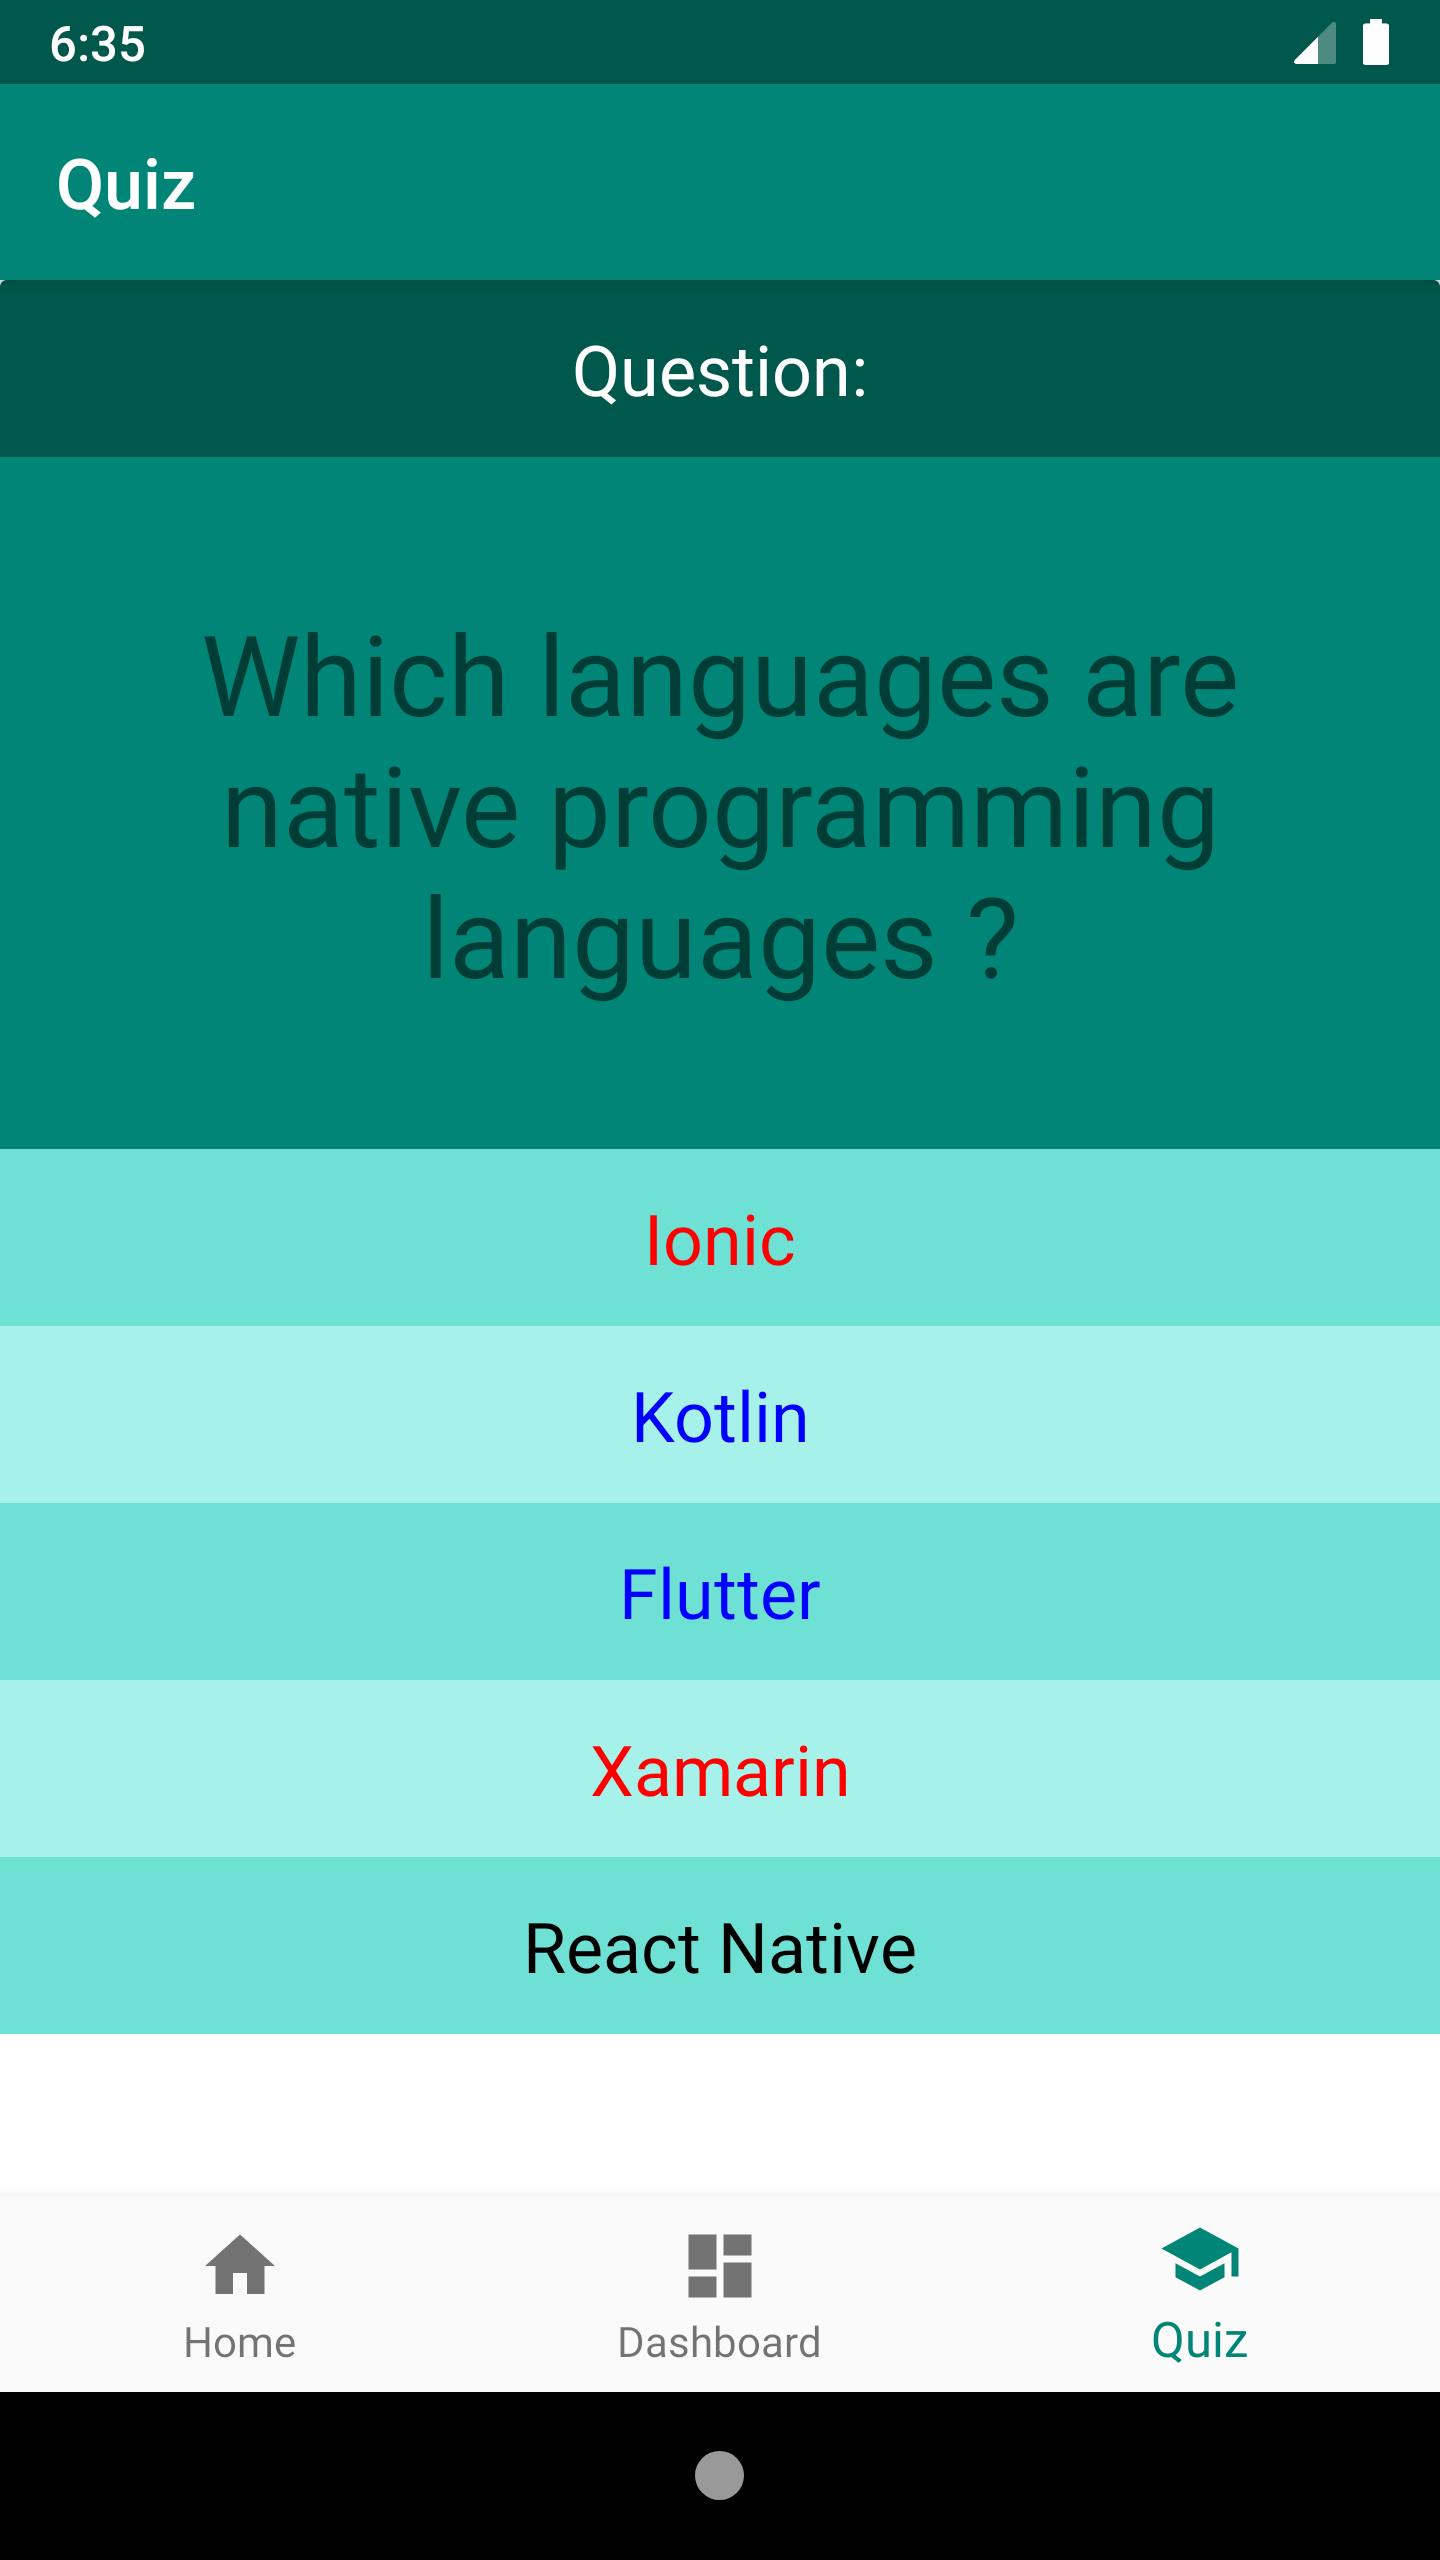 6:35
Quiz
Question:
Which languages are
native programming
languages ?
Ionic
Kotlin
Flutter
Xamarin
React Native
Home
Dashboard
Quiz